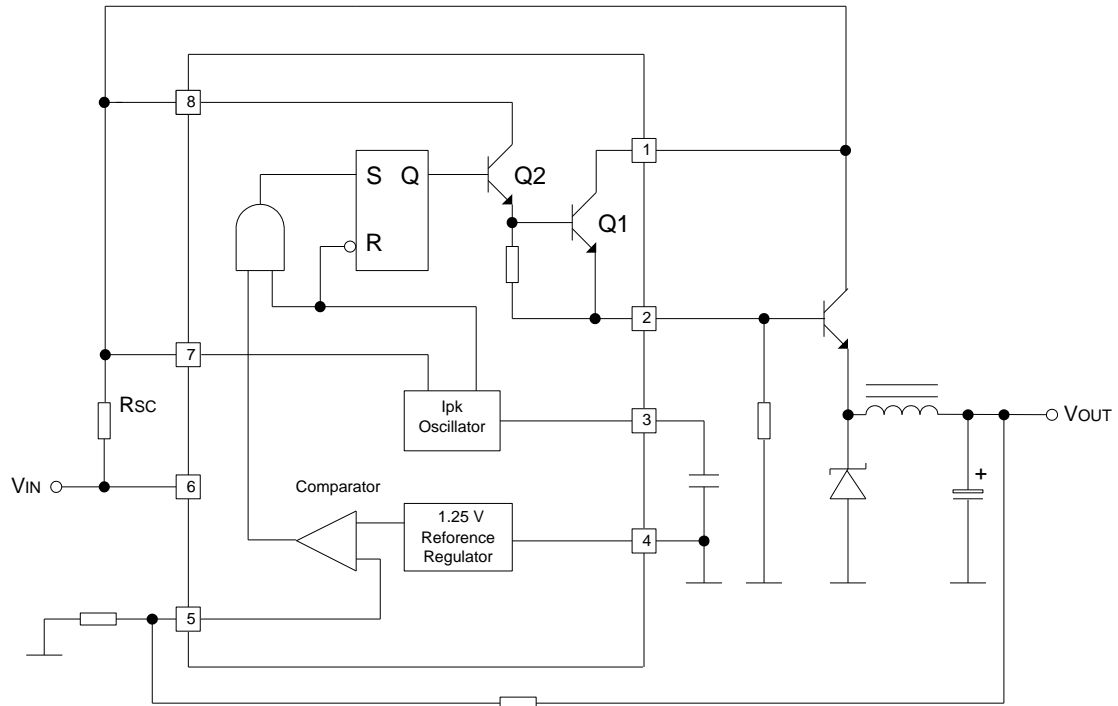 8
1
S Q
Q2
Q1
R
2
7
RSC
Ipk
Oscillator
3
VOUT
VIN
6
Comparator
+
1.25 V
Reforence
Regulator
4
5